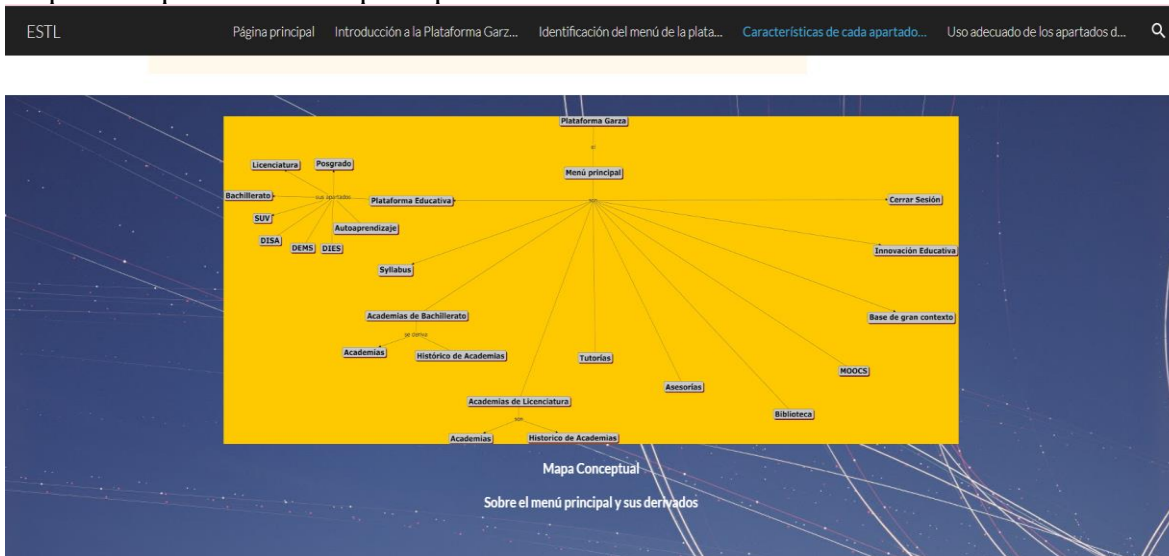 ESTL
Página principal
Introducción a la Plataforma Garz...
Identificación del menú de la plata...
Características de cada apartado...
Uso adecuado de los apartados d...
Plataforma Garza
el
Menú principal
son
Licenciatura
Posgrado
Bachillerato
sus apartados
Plataforma Educativa
SUV
Autoaprendizaje
DISA
DEMS
DIES
Cerrar Sesión
Innovación Educativa
Syllabus
Academias de Bachillerato
se deriva
Academias
Histórico de Academias
Base de gran contexto
Tutorías
MOOCS
Asesorías
Academias de Licenciatura
son
Biblioteca
Academias
Historico de Academias
Mapa Conceptual
Sobre el menú principal y sus derivados